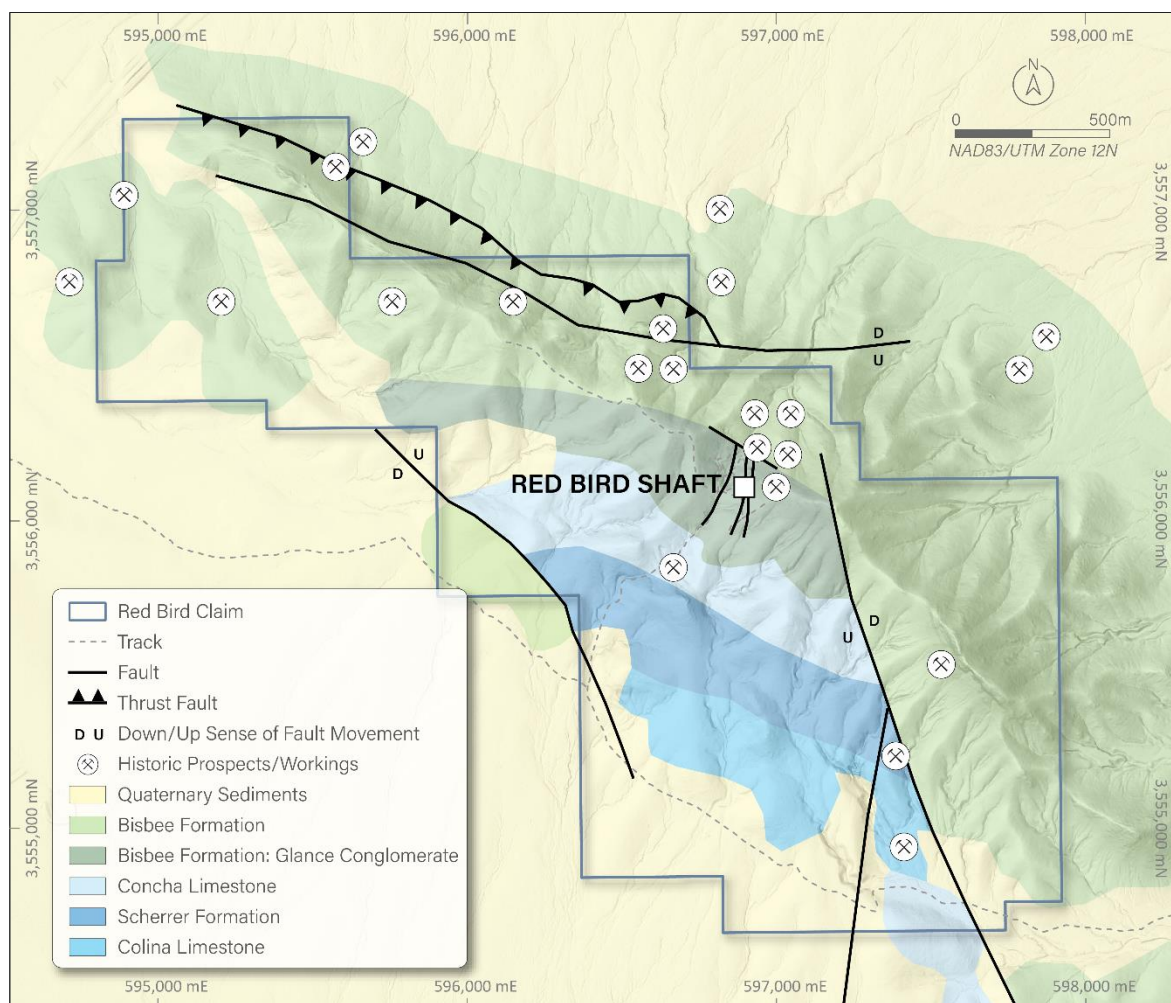 595,000 mE
596,000 mE
597,000 mE
598,000 mE
N
0 500m
NAD83/UTM Zone 12N
3,557,000 mN
3,557,000 mN
D
U
U
D
RED BIRD SHAFT
3,556,000 mN
3,556,000 mN
U D
Red Bird Claim
Track
Fault
Thrust Fault
D U Down/Up Sense of Fault Movement
Historic Prospects/Workings
Quaternary Sediments
Bisbee Formation
Bisbee Formation: Glance Conglomerate
Concha Limestone
Scherrer Formation
Colina Limestone
3,555,000 mN
3,555,000 mN
595,000 mE
596,000 mE
597,000 mE
598,000 mE